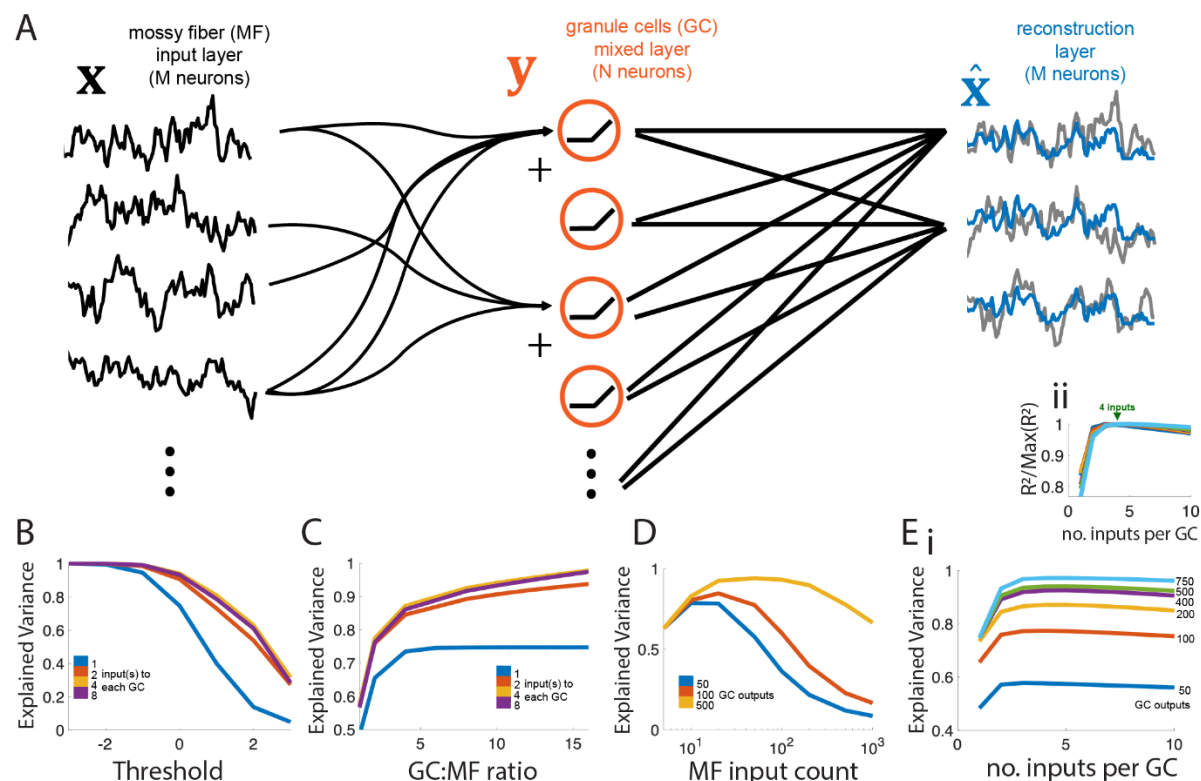 A
mossy fiber (MF)
input layer
(M neurons)
x
granule cells (GC)
mixed layer
(N neurons)
y
reconstruction
layer
(M neurons)
x̂
+
+
ii
4 inputs
R²/Max(R²)
1
0.9
0.8
0 5 10
no. inputs per GC
B
Explained Variance
1
0.8
0.6
0.4
0.2
0
-2 0 2
Threshold
1
2 input(s) to
4 each GC
8
C
Explained Variance
1
0.9
0.8
0.7
0.6
0.5
5 10 15
GC:MF ratio
1
2 input(s) to
4 each GC
8
D
Explained Variance
1
0.5
0
10¹ 10² 10³
MF input count
50
100 GC outputs
500
E i
Explained Variance
1
0.8
0.6
0.4
0.2
0
0 5 10
no. inputs per GC
750
500
400
200
100
50
GC outputs